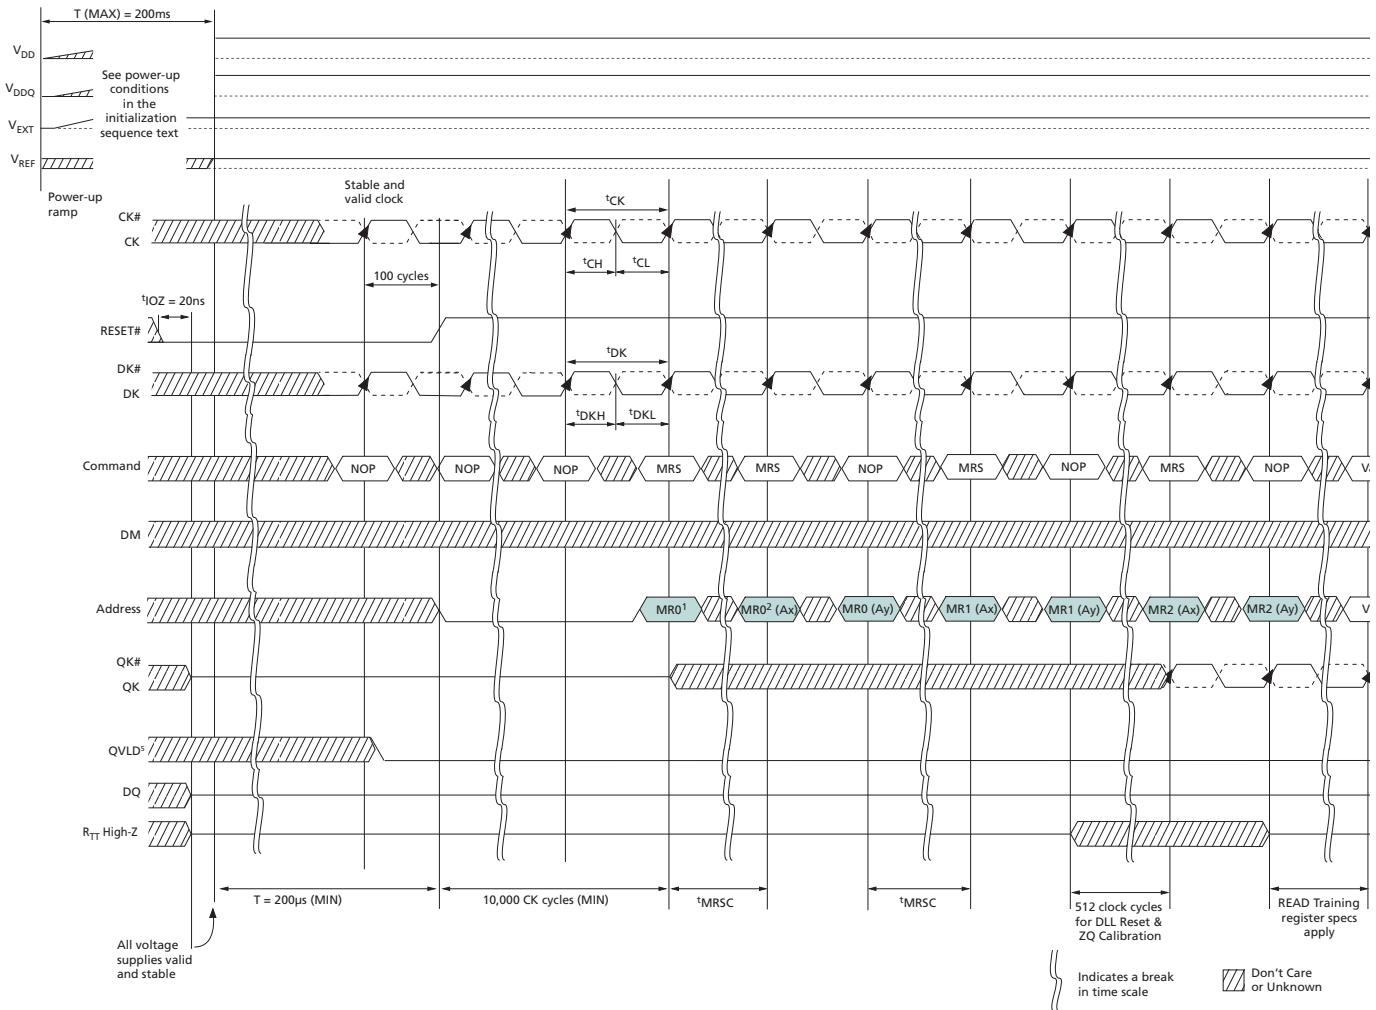 T (MAX) = 200ms
VDD
VDDQ
VEXT
VREF
See power-up
conditions
in the
initialization
sequence text
Power-up
ramp
Stable and
valid clock
CK#
CK
tCK
tCH
tCL
100 cycles
tIOZ = 20ns
RESET#
DK#
DK
tDK
tDKH
tDKL
Command
NOP
NOP
NOP
MRS
MRS
NOP
MRS
NOP
MRS
NOP
DM
Address
MR0¹
MR0² (Ax)
MR0 (Ay)
MR1 (Ax)
MR1 (Ay)
MR2 (Ax)
MR2 (Ay)
V
QK#
QK
QVLD⁵
DQ
RTT High-Z
T = 200µs (MIN)
10,000 CK cycles (MIN)
tMRSC
tMRSC
512 clock cycles
for DLL Reset &
ZQ Calibration
READ Training
register specs
apply
All voltage
supplies valid
and stable
Indicates a break
in time scale
Don't Care
or Unknown